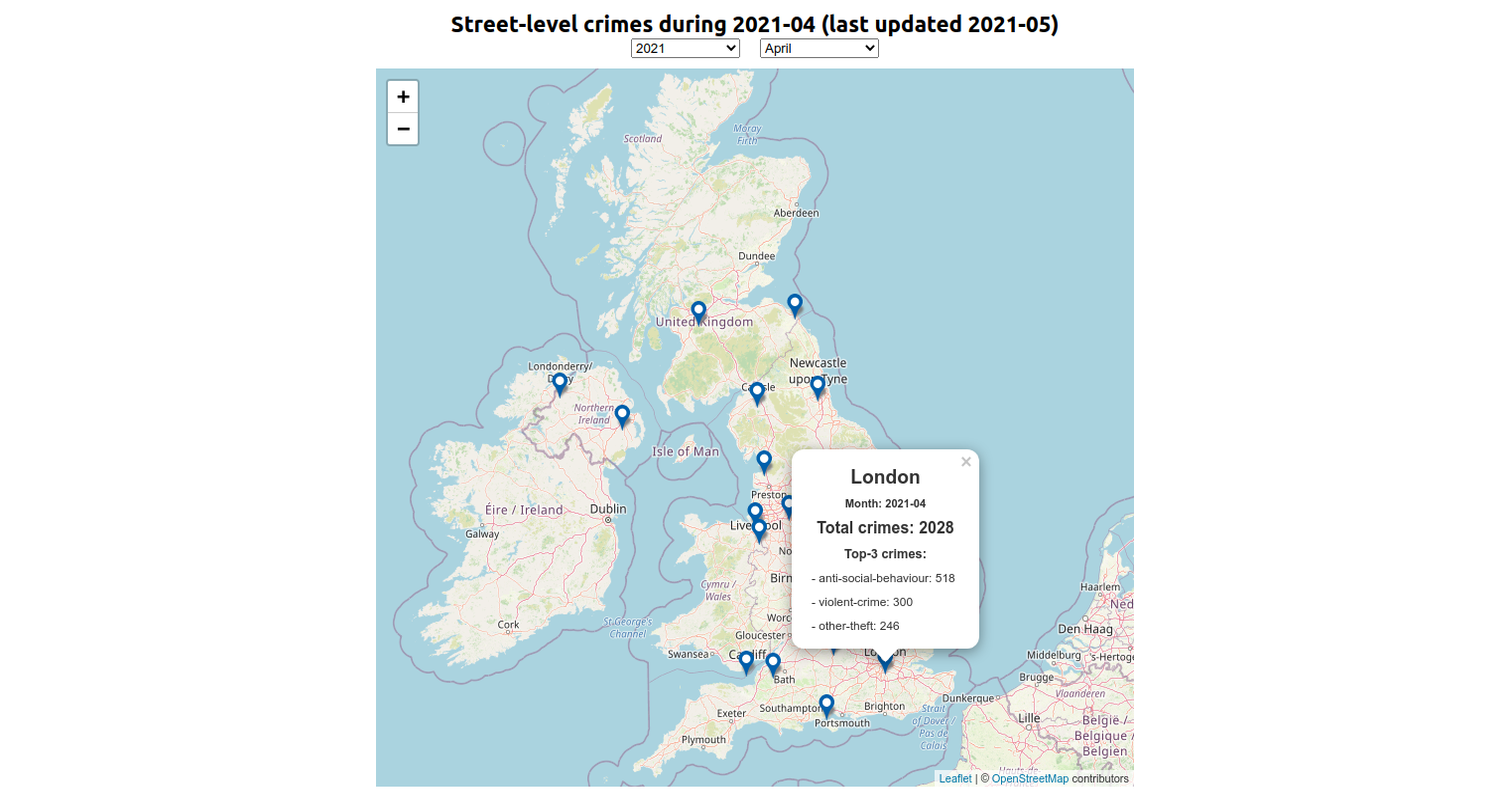 Street-level crimes during 2021-04 (last updated 2021-05)
2021
April
+
−
Scotland
Moray
Firth
Aberdeen
Dundee
United Kingdom
Londonderry/
Newcastle
upon Tyne
Carlisle
Northern
Ireland
Isle of Man
Preston
Éire / Ireland
Dublin
Galway
Liverpool
Cymru /
Wales
Cork
St George's
Channel
Gloucester
Swansea
Cardiff
London
Bath
Exeter
Southampton
Brighton
Portsmouth
Plymouth
Strait
of Dover /
Pas de
Calais
London
×
Month: 2021-04
Total crimes: 2028
Top-3 crimes:
- anti-social-behaviour: 518
- violent-crime: 300
- other-theft: 246
Haarlem
Ned
Den Haag
Middelburg
's-Hertoge
Brugge
Dunkerque
Vlaanderen
Lille
België /
Belgique /
Belgien
Leaflet | © OpenStreetMap contributors